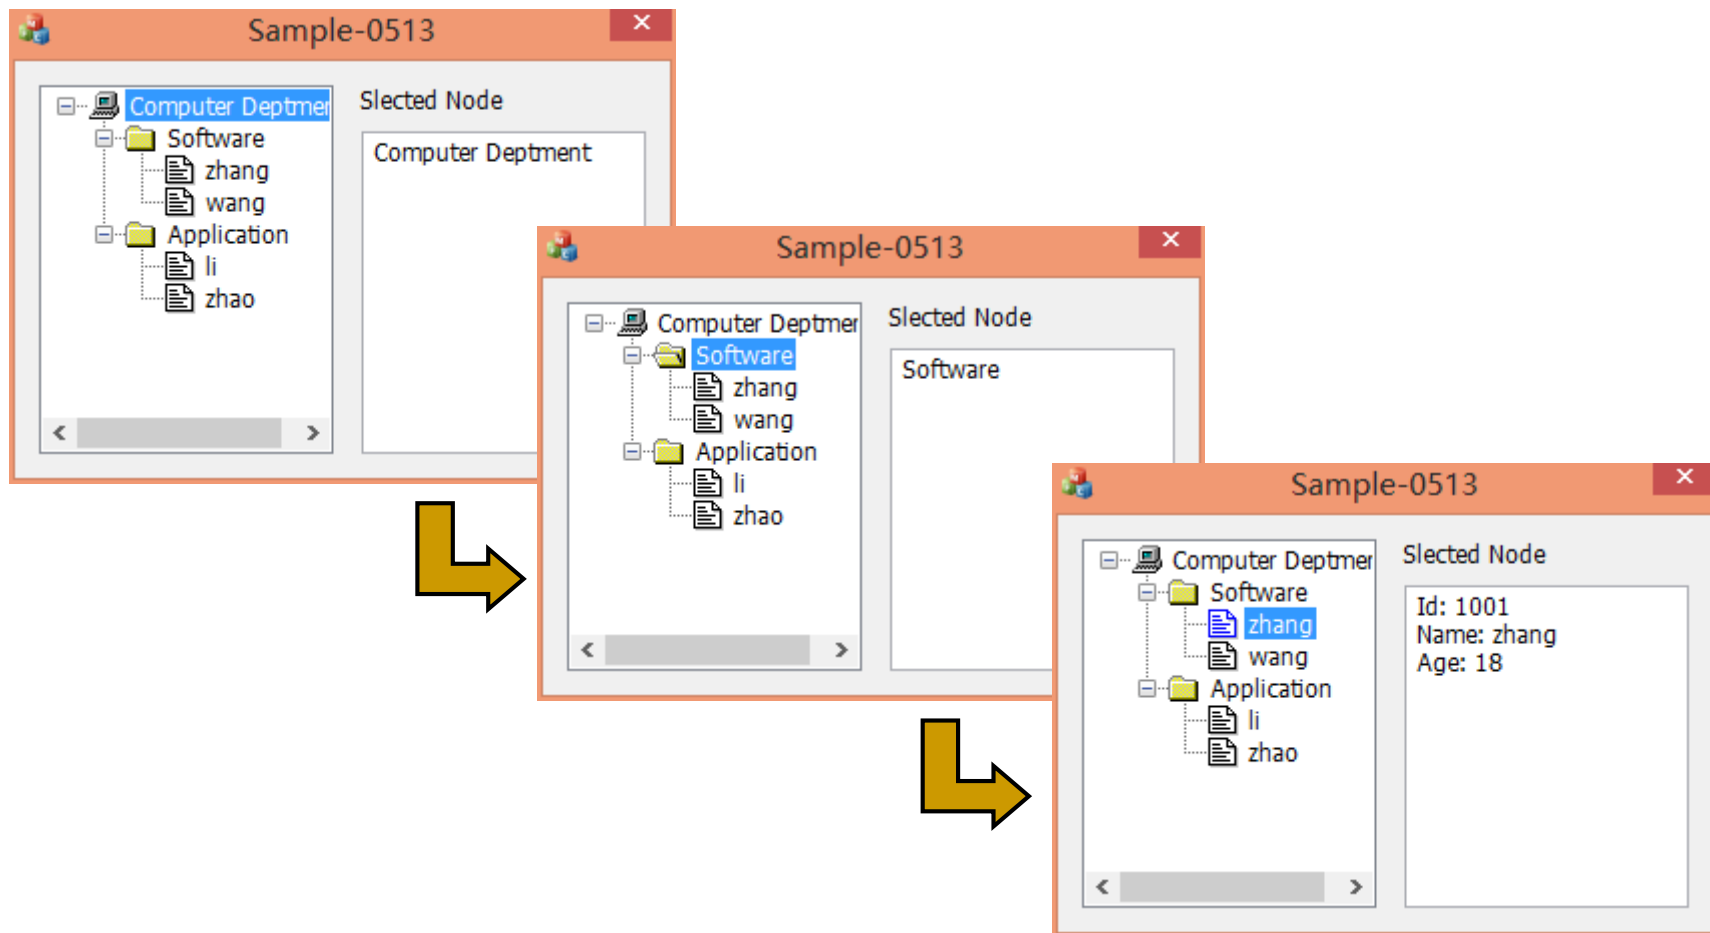 Sample-0513
Computer Deptmer
Software
zhang
wang
Application
li
zhao
Slected Node
Computer Deptment
Sample-0513
Computer Deptmer
Software
zhang
wang
Application
li
zhao
Slected Node
Software
Sample-0513
Computer Deptmer
Software
zhang
wang
Application
li
zhao
Slected Node
Id: 1001
Name: zhang
Age: 18